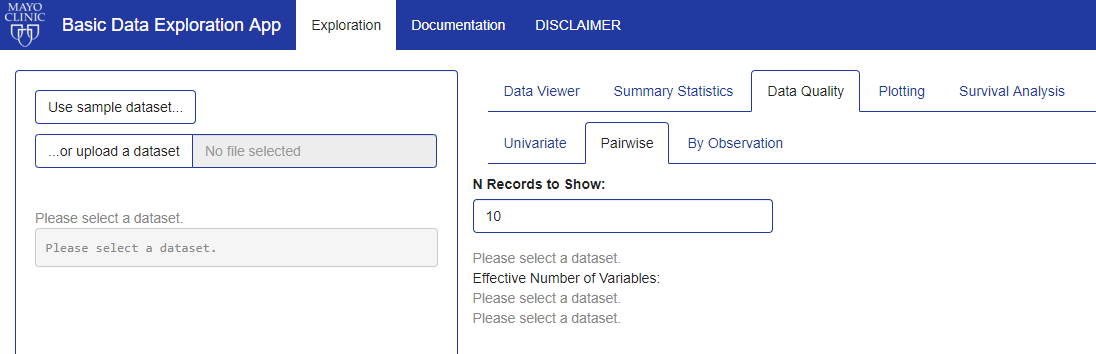 MAYO
CLINIC
Basic Data Exploration App
Exploration
Documentation
DISCLAIMER
Use sample dataset...
...or upload a dataset
No file selected
Please select a dataset.
Please select a dataset.
Data Viewer
Summary Statistics
Data Quality
Plotting
Survival Analysis
Univariate
Pairwise
By Observation
N Records to Show:
10
Please select a dataset.
Effective Number of Variables:
Please select a dataset.
Please select a dataset.